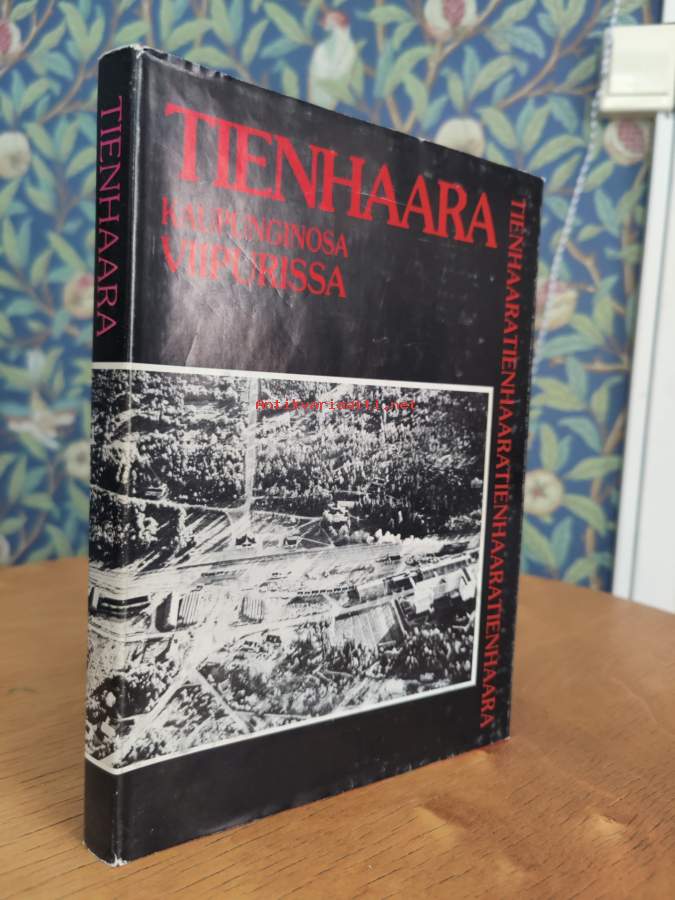 TIENHAARA
TIENHAARA
KAUPUNGINOSA
VIIPURISSA
TIENHAARATIENHAARATIENHAARATIENHAARA
Antikvariaatti.net